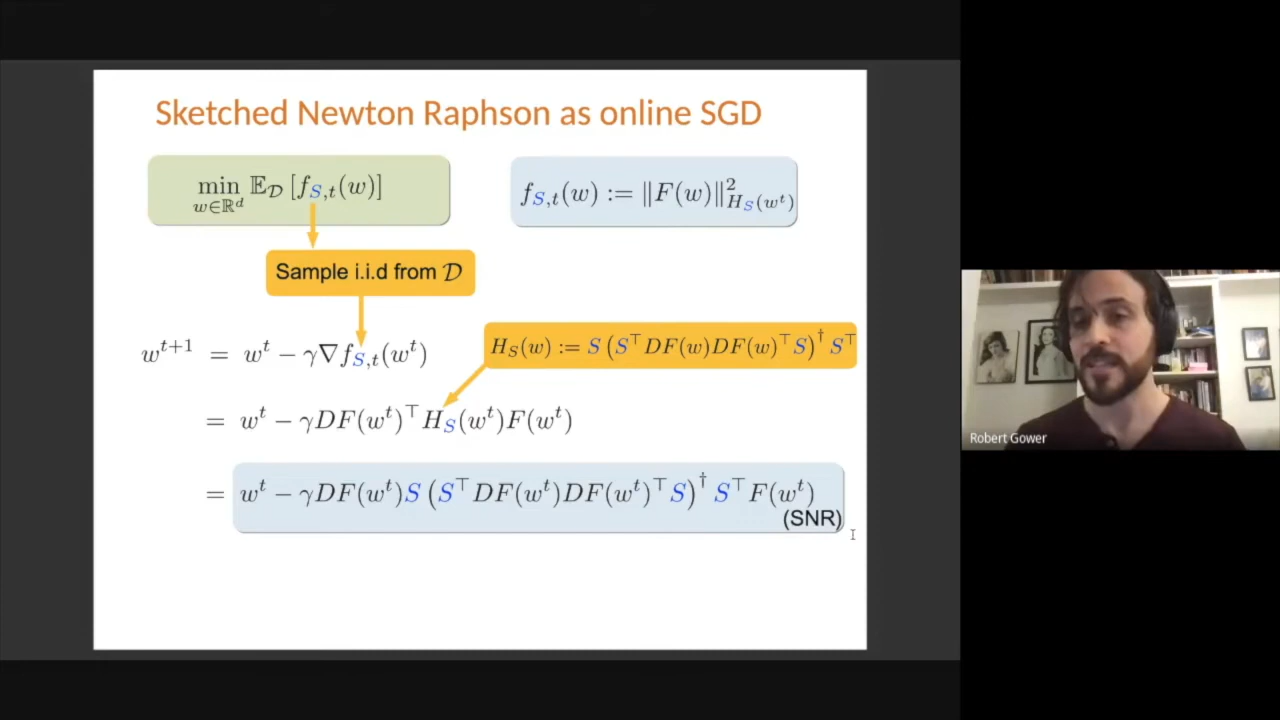 Sketched Newton Raphson as online SGD
min_{w∈ℝ^d} 𝔼_𝒟 [f_{S,t}(w)]
f_{S,t}(w) := ‖F(w)‖²_{H_S(w^t)}
Sample i.i.d from 𝒟
w^{t+1} = w^t − γ∇f_{S,t}(w^t)
H_S(w) := S (S^⊤ DF(w)DF(w)^⊤ S)^† S^⊤
= w^t − γDF(w^t)^⊤ H_S(w^t)F(w^t)
= w^t − γDF(w^t)S (S^⊤ DF(w^t)DF(w^t)^⊤ S)^† S^⊤ F(w^t)
(SNR)
Robert Gower